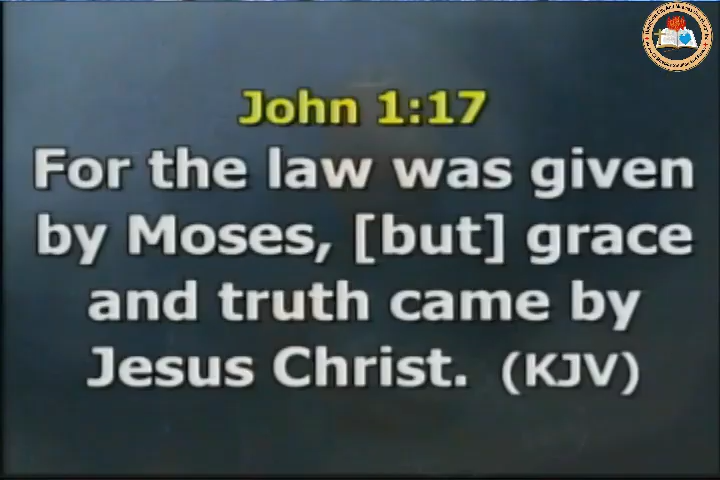 John 1:17
For the law was given
by Moses, [but] grace
and truth came by
Jesus Christ. (KJV)